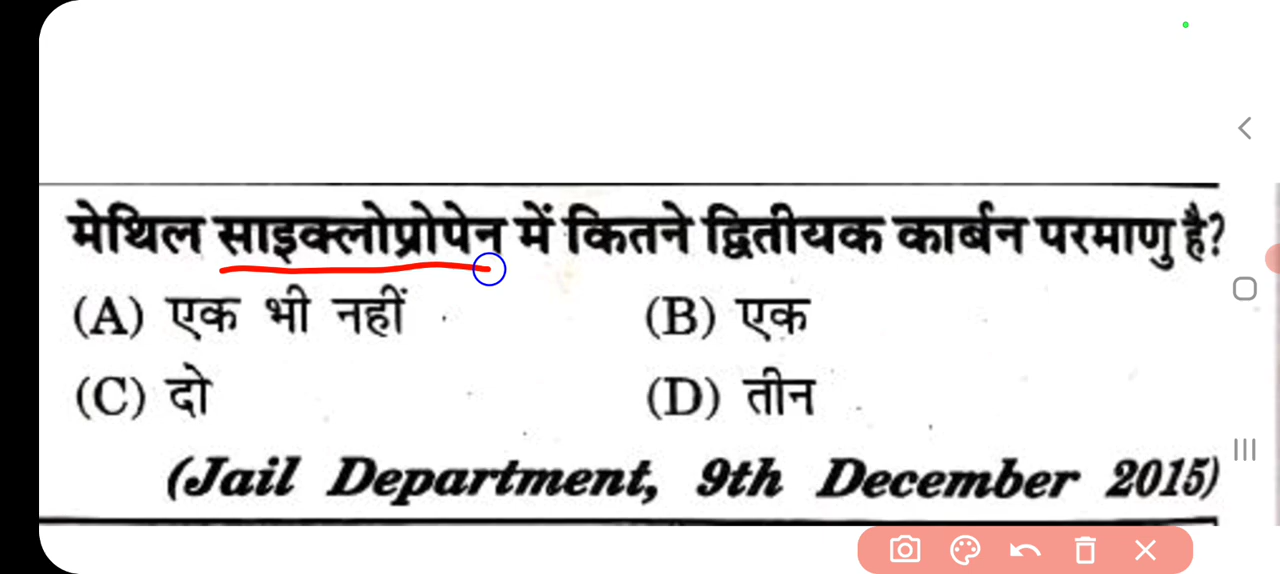 मेथिल साइक्लोप्रोपेन में कितने द्वितीयक कार्बन परमाणु है?
(A) एक भी नहीं (B) एक
(C) दो (D) तीन
(Jail Department, 9th December 2015)